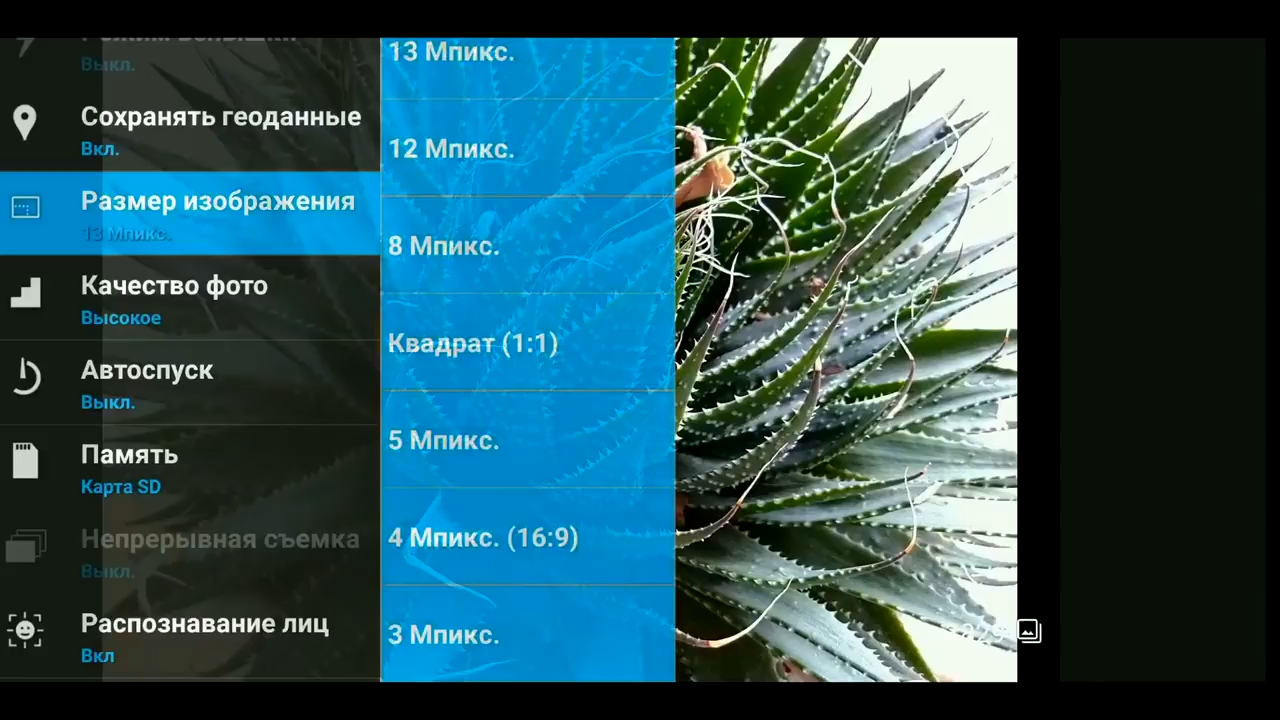 Выкл.
Сохранять геоданные
Вкл.
Размер изображения
13 Мпикс.
Качество фото
Высокое
Автоспуск
Выкл.
Память
Карта SD
Непрерывная съемка
Выкл.
Распознавание лиц
Вкл
13 Мпикс.
12 Мпикс.
8 Мпикс.
Квадрат (1:1)
5 Мпикс.
4 Мпикс. (16:9)
3 Мпикс.